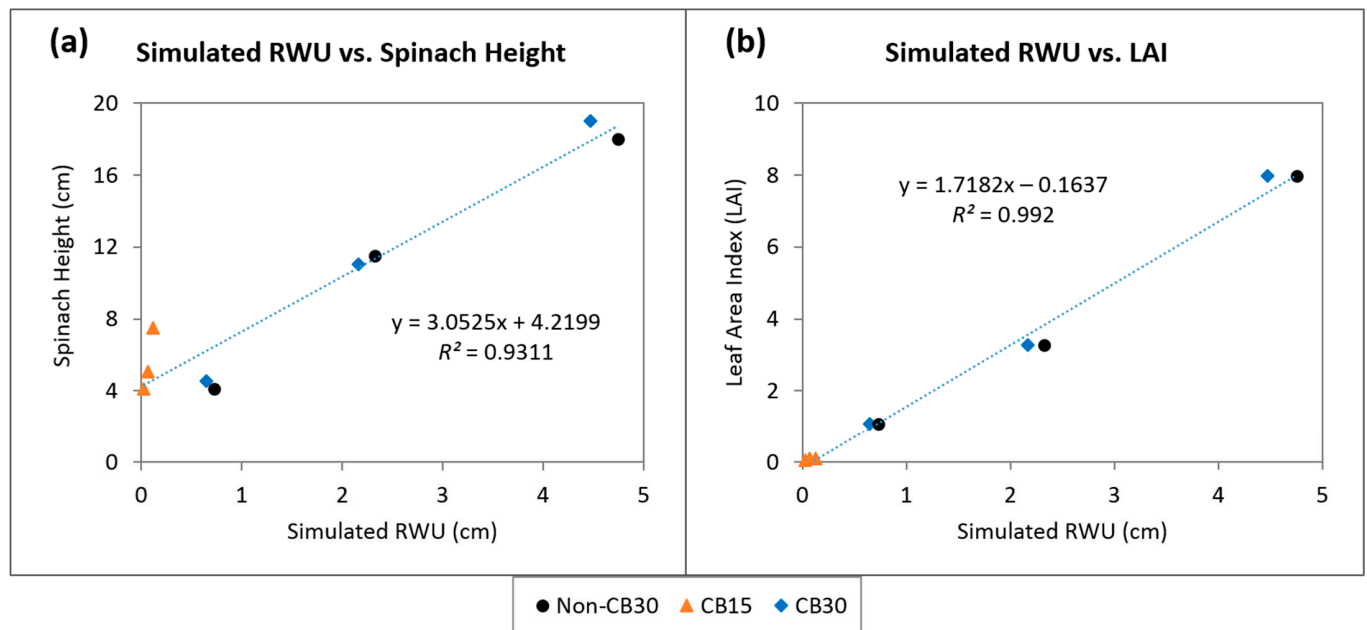 (a)
Simulated RWU vs. Spinach Height
20
16
12
8
4
0
Spinach Height (cm)
y = 3.0525x + 4.2199
R² = 0.9311
0 1 2 3 4 5
Simulated RWU (cm)
(b)
Simulated RWU vs. LAI
10
8
6
4
2
0
Leaf Area Index (LAI)
y = 1.7182x – 0.1637
R² = 0.992
0 1 2 3 4 5
Simulated RWU (cm)
Non-CB30 CB15 CB30